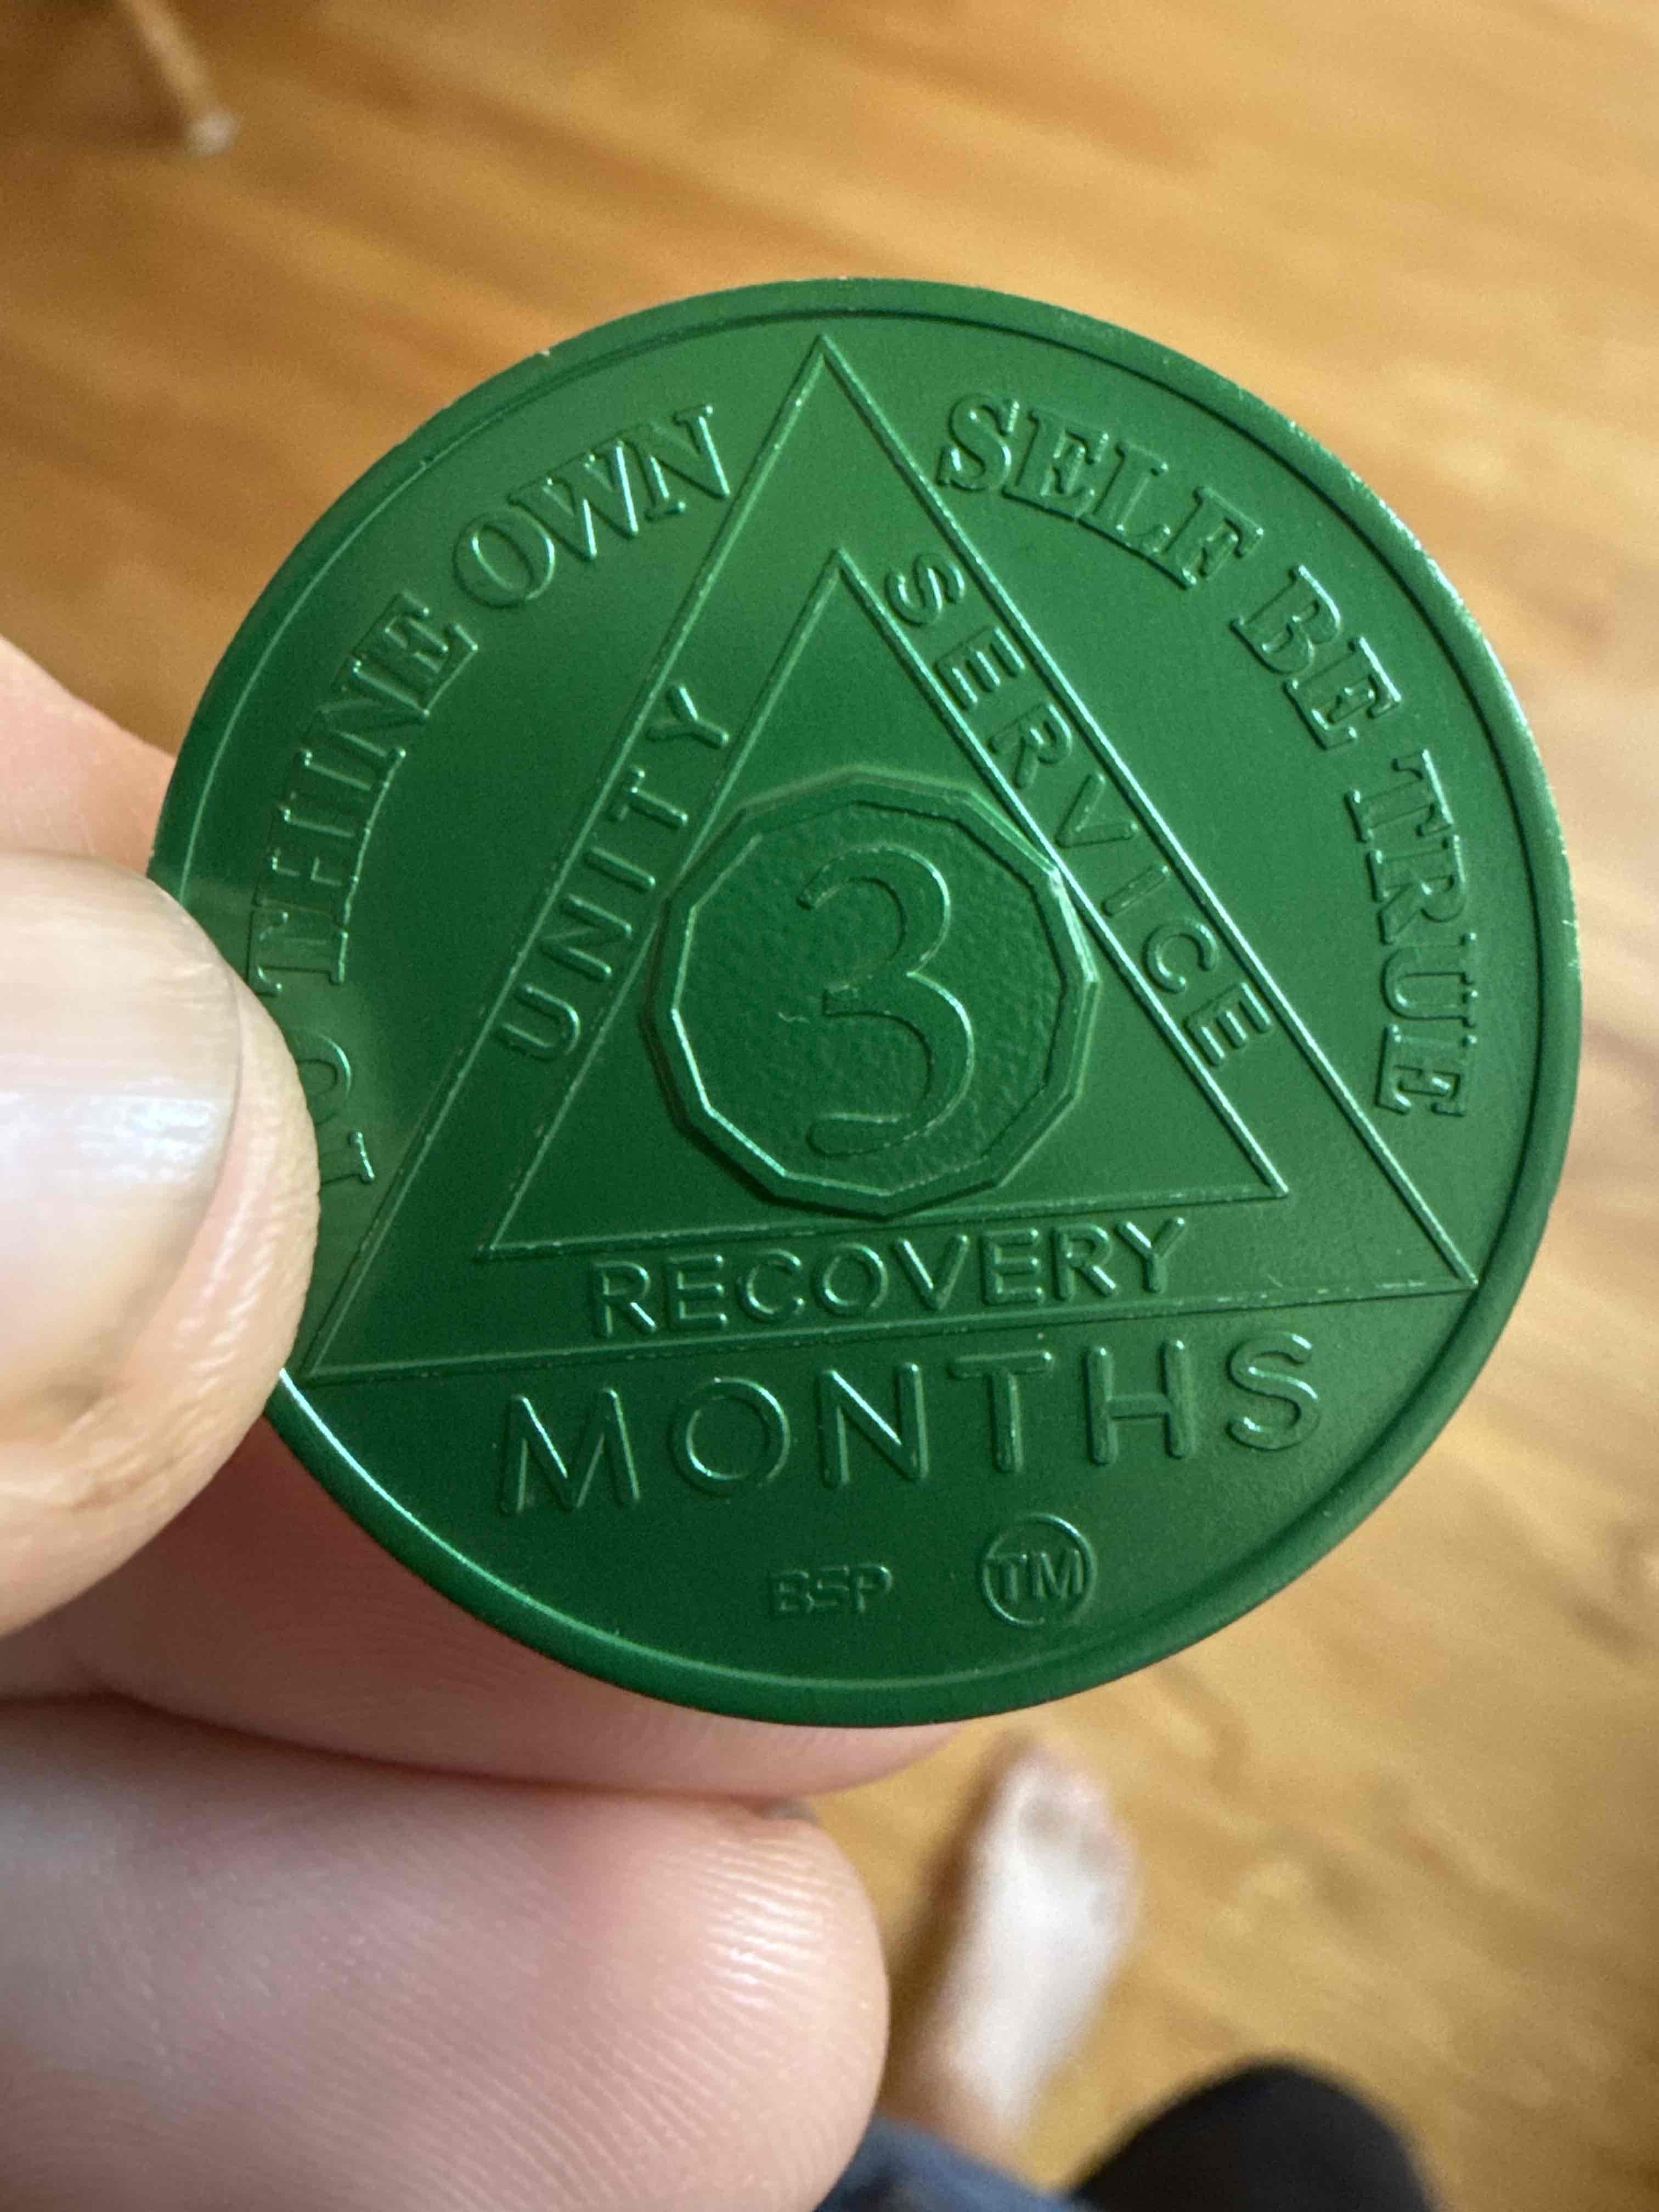 TO THINE OWN SELF BE TRUE
UNITY
SERVICE
3
RECOVERY
MONTHS
BSP TM